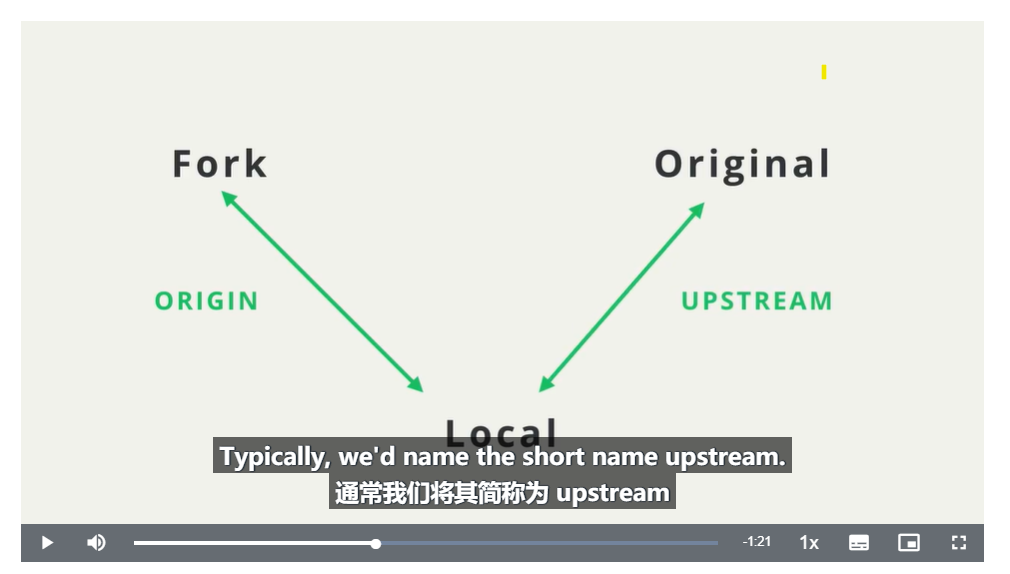 Fork
Original
ORIGIN
UPSTREAM
Local
Typically, we'd name the short name upstream.
通常我们将其简称为 upstream
-1:21
1x